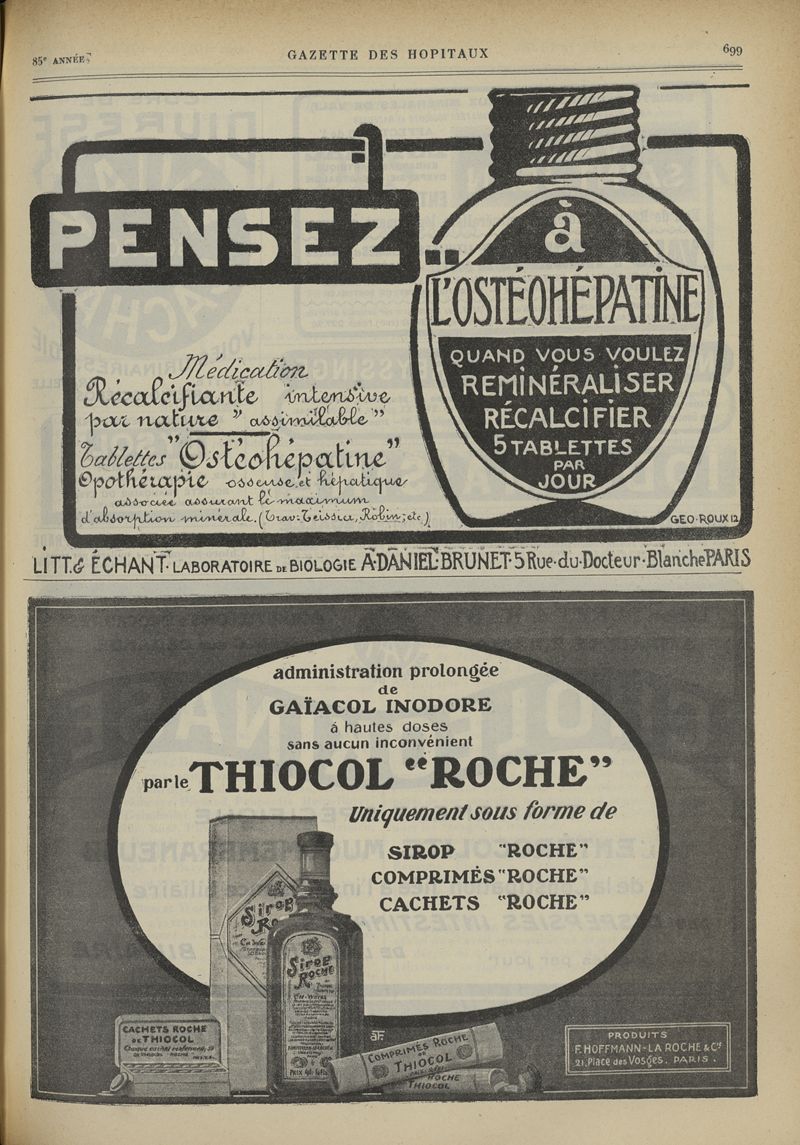 85e ANNÉE
GAZETTE DES HOPITAUX
699
PENSEZ
à
L'OSTÉOHÉPATINE
QUAND VOUS VOULEZ
REMINÉRALISER
RÉCALCIFIER
5 TABLETTES
PAR
JOUR
GEO-ROUX 12
Médication
Récalcifiante intensive
par nature " assimilable "
Tablettes "Ostéohépatine"
Opothérapie osseuse et hépatique
associée assurant le maximum
d'absorption minérale. (Trav: Teissier, Robin, etc.)
LITT. & ÉCHANT. LABORATOIRE DE BIOLOGIE A. DANIEL-BRUNET. 5 Rue du Docteur Blanche PARIS
administration prolongée
de
GAÏACOL INODORE
á hautes doses
sans aucun inconvénient
par le THIOCOL "ROCHE"
Uniquement sous forme de
SIROP "ROCHE"
COMPRIMÉS "ROCHE"
CACHETS "ROCHE"
Sirop
Sirop
ROCHE
CACHETS ROCHE
DE THIOCOL
COMPRIMÉS ROCHE
THIOCOL
ROCHE
THIOCOL
PRODUITS
F. HOFFMANN-LA ROCHE & Cie
21, Place des Vosges. PARIS.